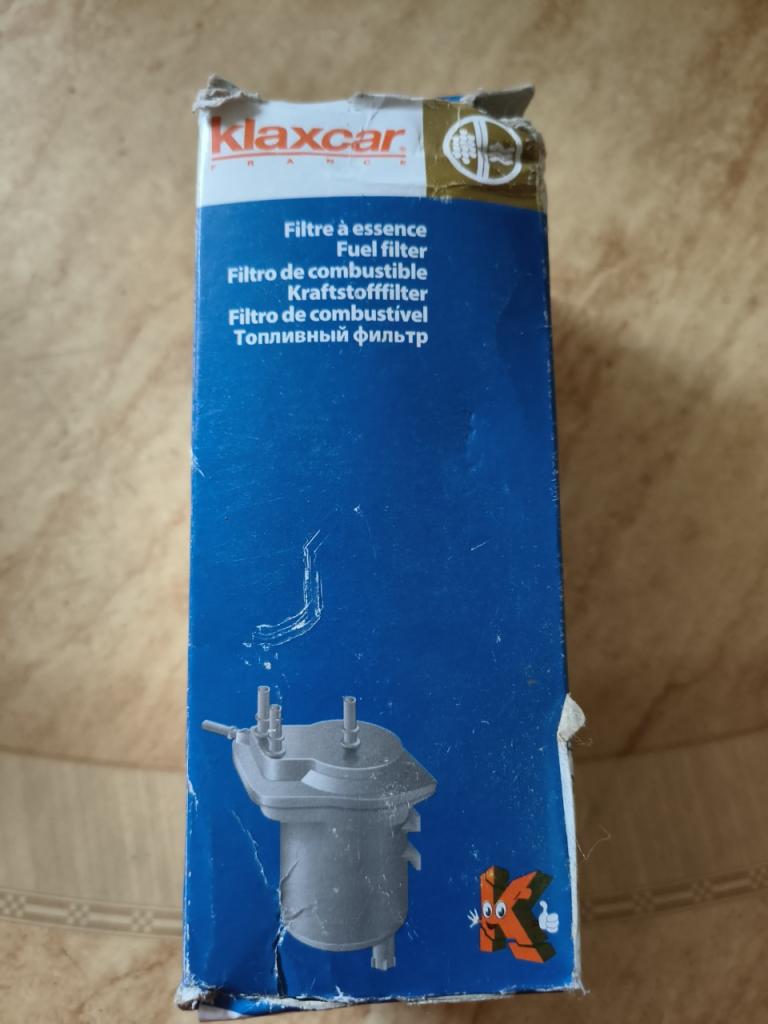 klaxcar®
FRANCE
Filtre à essence
Fuel filter
Filtro de combustible
Kraftstofffilter
Filtro de combustível
Топливный фильтр